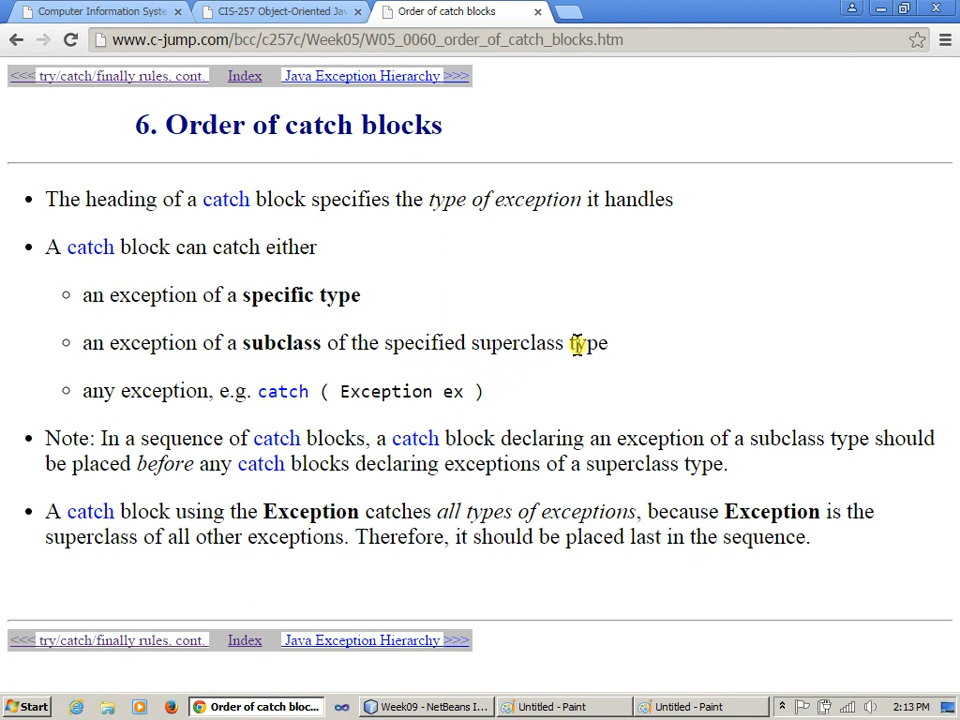 Computer Information Syste
CIS-257 Object-Oriented Jav
Order of catch blocks
www.c-jump.com/bcc/c257c/Week05/W05_0060_order_of_catch_blocks.htm
<<< try/catch/finally rules, cont. Index Java Exception Hierarchy >>>
6. Order of catch blocks
• The heading of a catch block specifies the type of exception it handles
• A catch block can catch either
◦ an exception of a specific type
◦ an exception of a subclass of the specified superclass type
◦ any exception, e.g. catch ( Exception ex )
• Note: In a sequence of catch blocks, a catch block declaring an exception of a subclass type should
be placed before any catch blocks declaring exceptions of a superclass type.
• A catch block using the Exception catches all types of exceptions, because Exception is the
superclass of all other exceptions. Therefore, it should be placed last in the sequence.
<<< try/catch/finally rules, cont. Index Java Exception Hierarchy >>>
Start Order of catch bloc... Week09 - NetBeans I... Untitled - Paint Untitled - Paint 2:13 PM